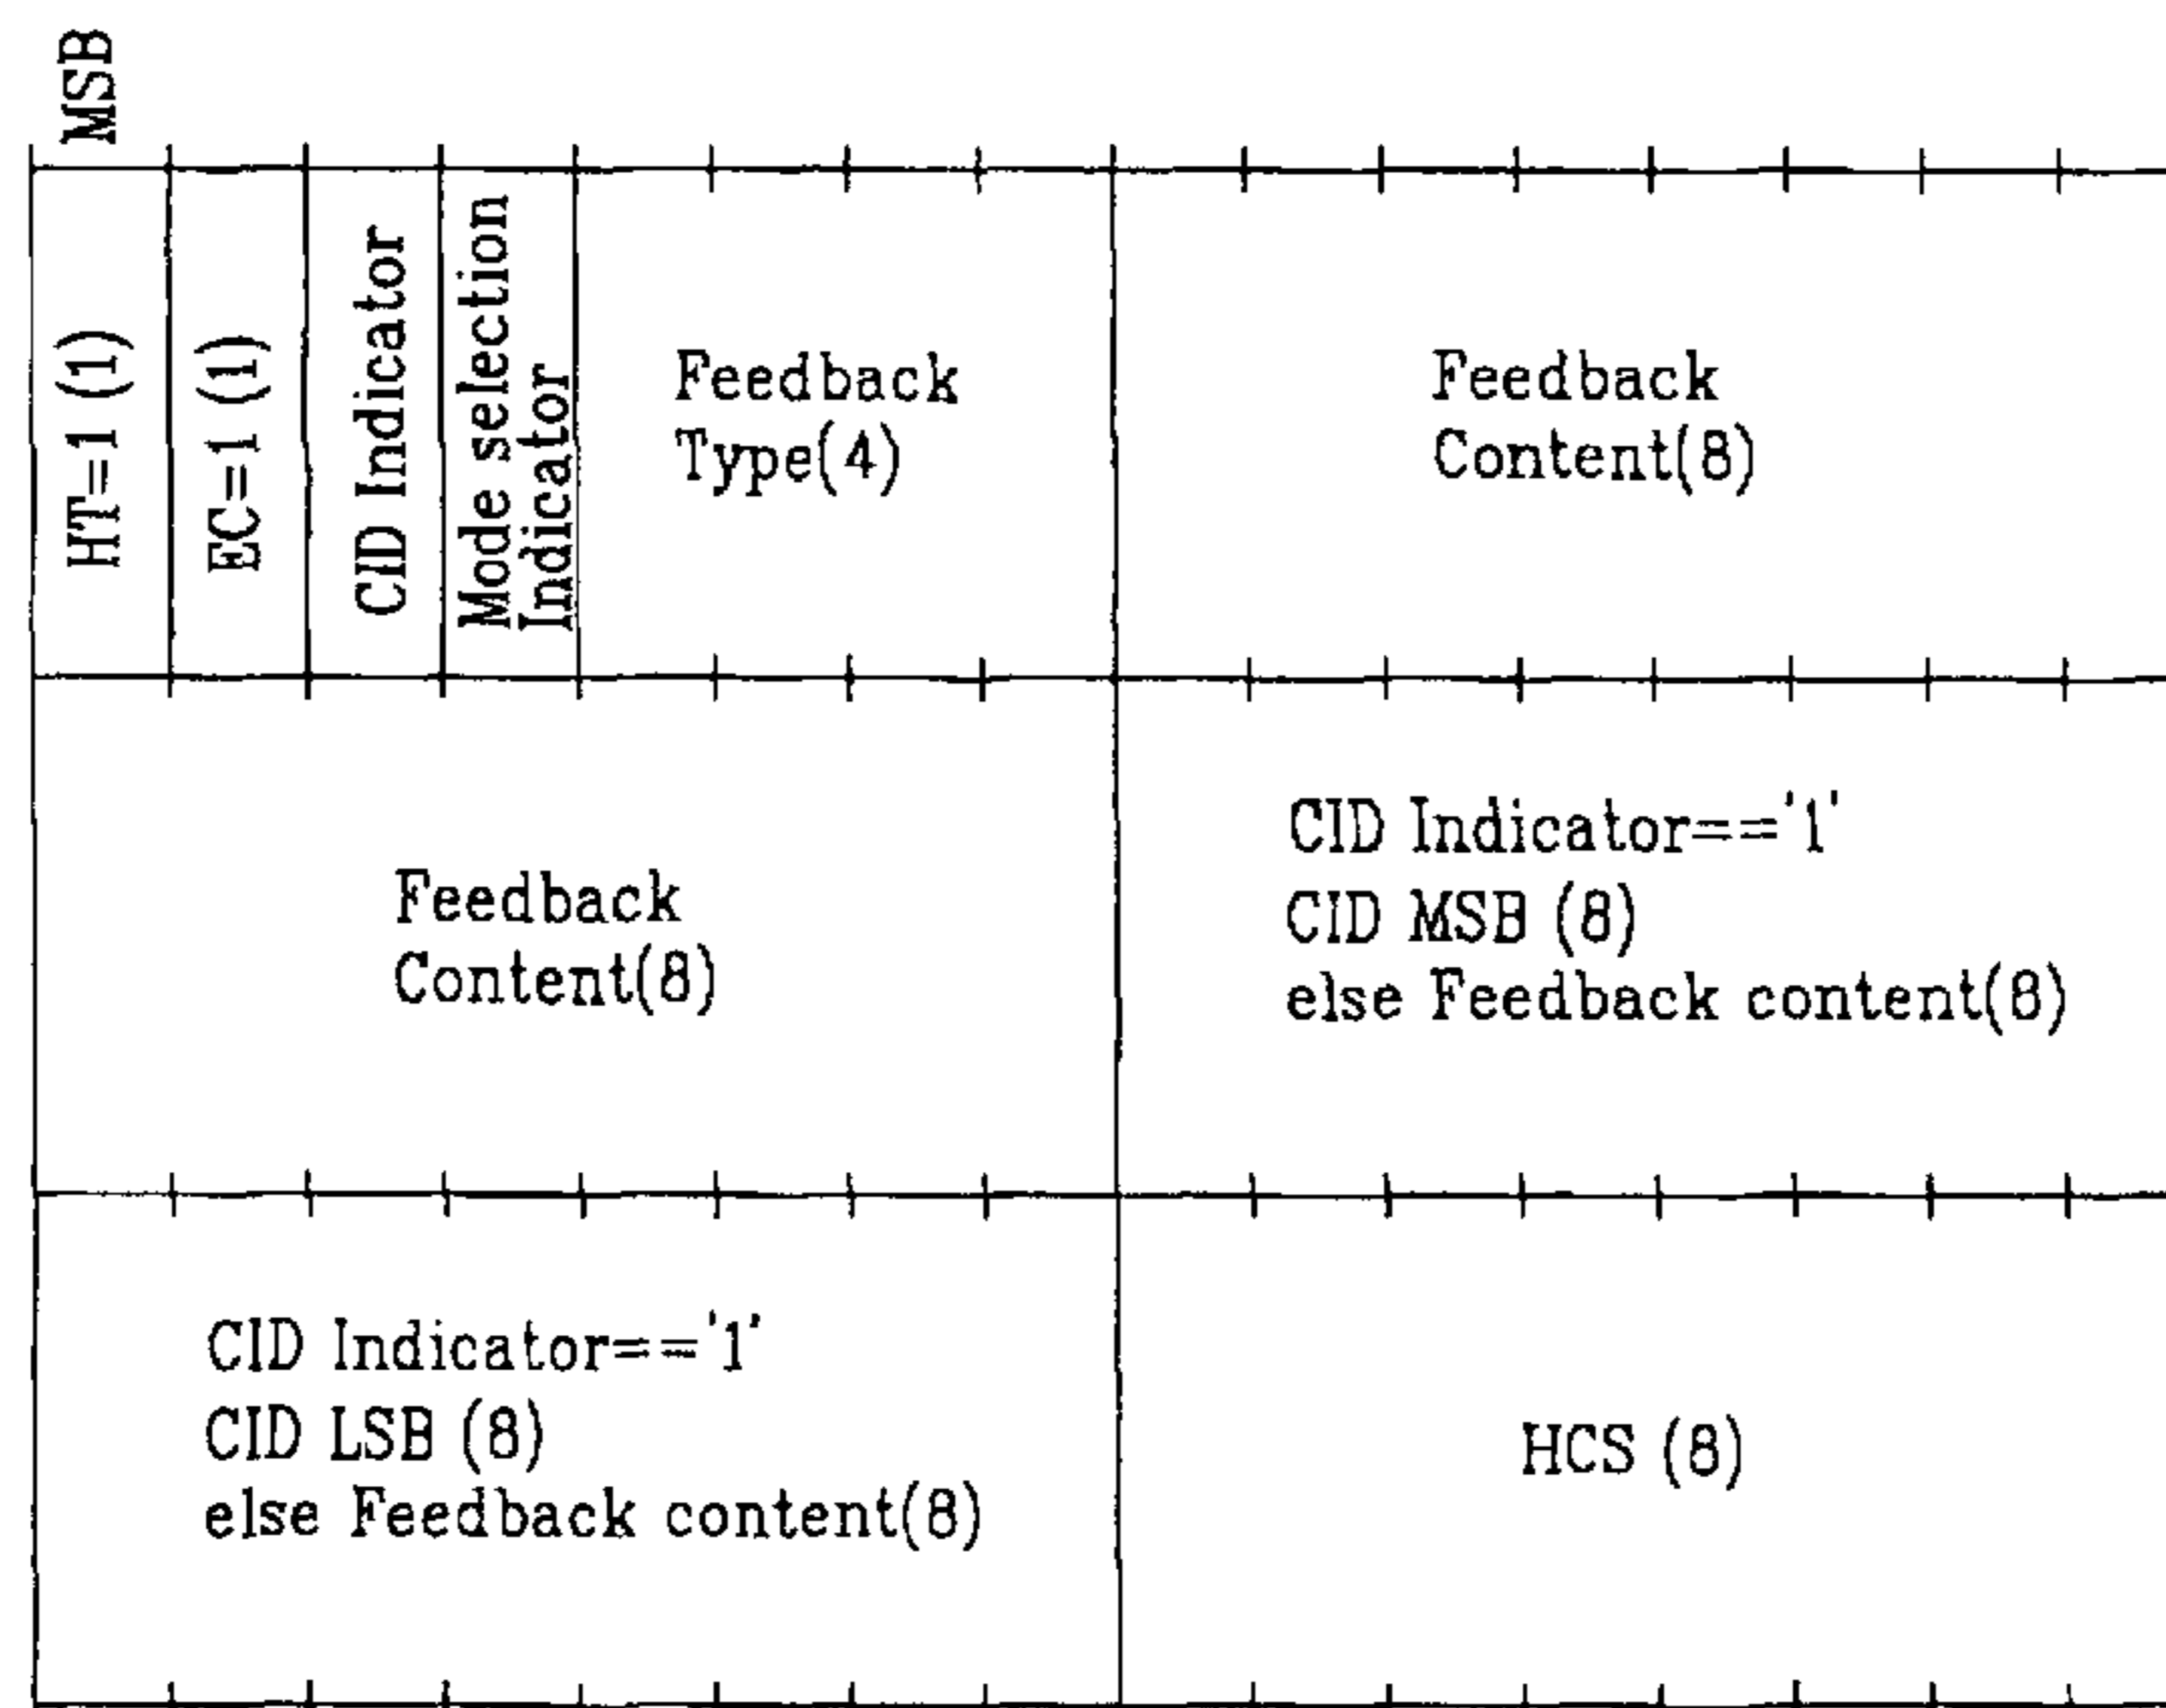 MSB
HT=1 (1)
EC=1 (1)
CID Indicator
Mode selection
Indicator
Feedback
Type(4)
Feedback
Content(8)
Feedback
Content(8)
CID Indicator=='1'
CID MSB (8)
else Feedback content(8)
CID Indicator=='1'
CID LSB (8)
else Feedback content(8)
HCS (8)